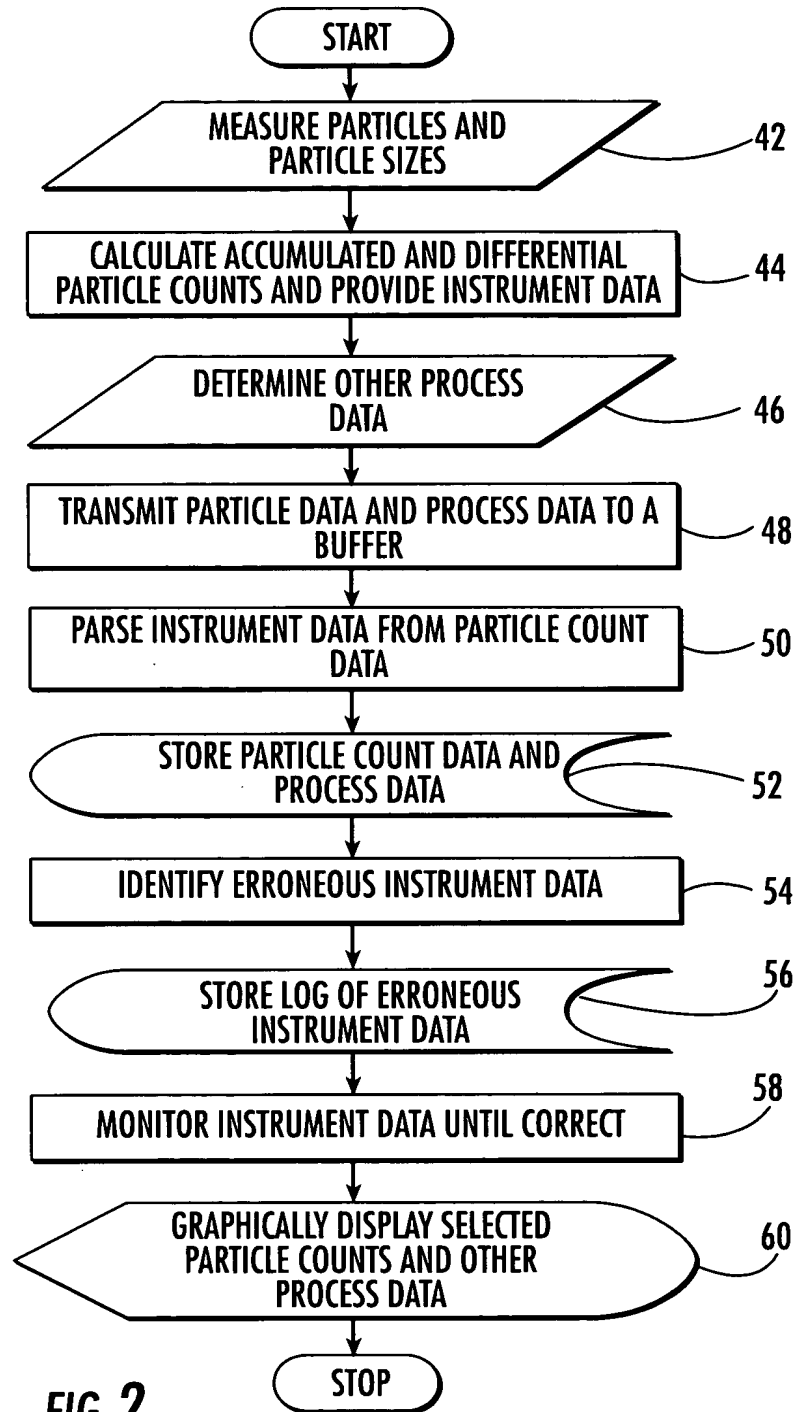 START
MEASURE PARTICLES AND
PARTICLE SIZES
42
CALCULATE ACCUMULATED AND DIFFERENTIAL
PARTICLE COUNTS AND PROVIDE INSTRUMENT DATA
44
DETERMINE OTHER PROCESS
DATA
46
TRANSMIT PARTICLE DATA AND PROCESS DATA TO A
BUFFER
48
PARSE INSTRUMENT DATA FROM PARTICLE COUNT
DATA
50
STORE PARTICLE COUNT DATA AND
PROCESS DATA
52
IDENTIFY ERRONEOUS INSTRUMENT DATA
54
STORE LOG OF ERRONEOUS
INSTRUMENT DATA
56
MONITOR INSTRUMENT DATA UNTIL CORRECT
58
GRAPHICALLY DISPLAY SELECTED
PARTICLE COUNTS AND OTHER
PROCESS DATA
60
STOP
FIG. 2